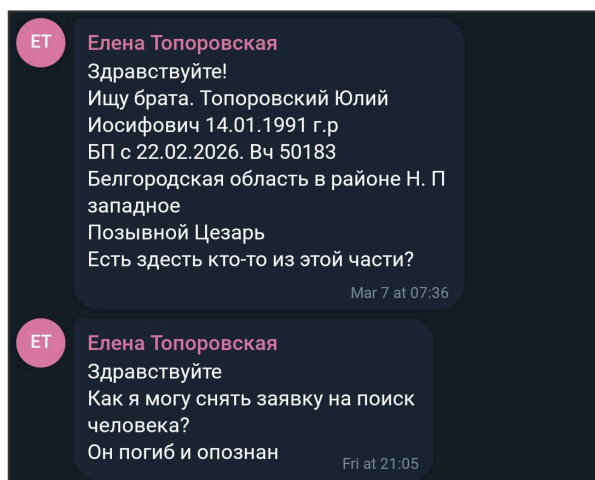 ЕТ
Елена Топоровская
Здравствуйте!
Ищу брата. Топоровский Юлий
Иосифович 14.01.1991 г.р
БП с 22.02.2026. Вч 50183
Белгородская область в районе Н. П
западное
Позывной Цезарь
Есть здесть кто-то из этой части?
Mar 7 at 07:36
ЕТ
Елена Топоровская
Здравствуйте
Как я могу снять заявку на поиск
человека?
Он погиб и опознан
Fri at 21:05